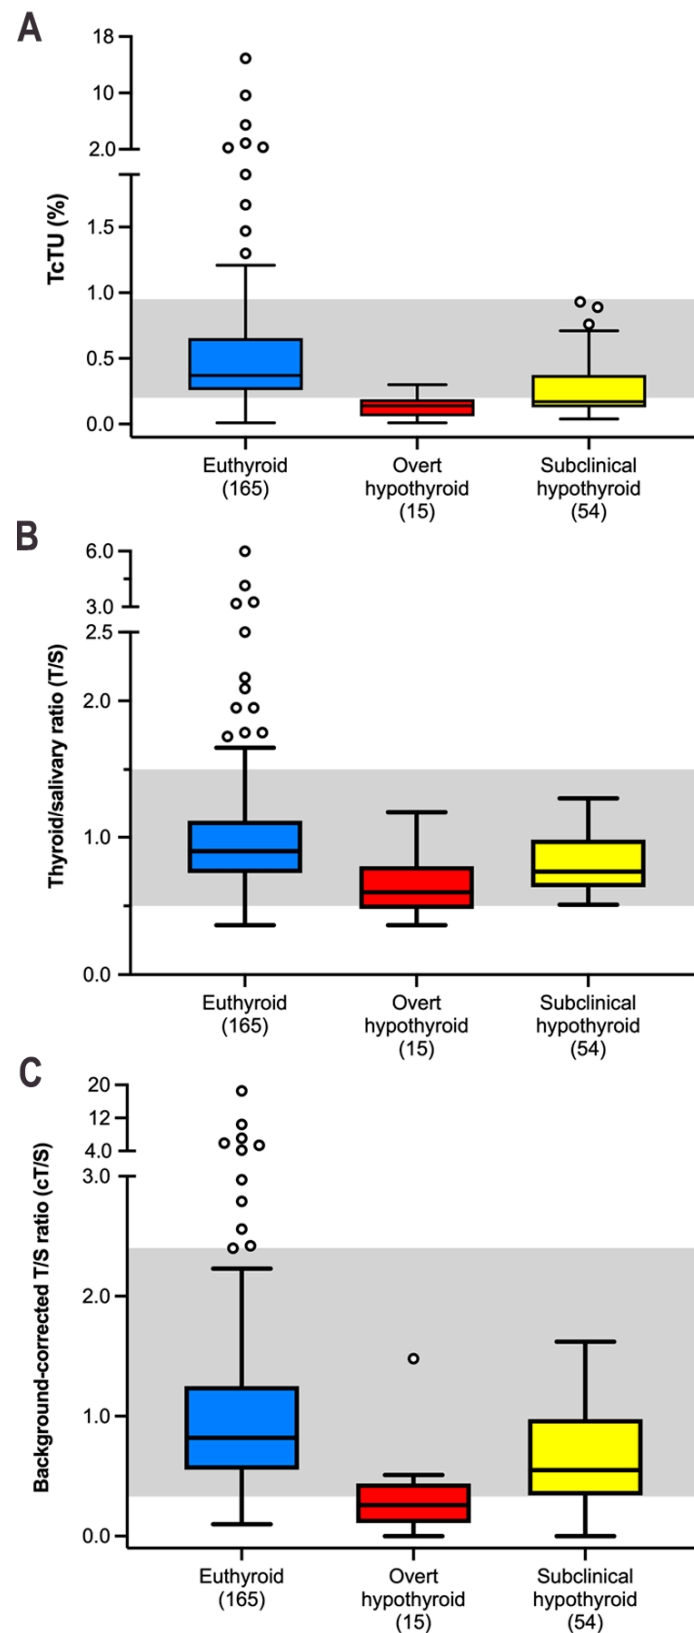 A
18
10
2.0
1.5
1.0
0.5
0.0
TcTU (%)
Euthyroid
(165)
Overt
hypothyroid
(15)
Subclinical
hypothyroid
(54)
B
6.0
3.0
2.5
2.0
1.0
0.0
Thyroid/salivary ratio (T/S)
Euthyroid
(165)
Overt
hypothyroid
(15)
Subclinical
hypothyroid
(54)
C
20
12
4.0
3.0
2.0
1.0
0.0
Background-corrected T/S ratio (cT/S)
Euthyroid
(165)
Overt
hypothyroid
(15)
Subclinical
hypothyroid
(54)